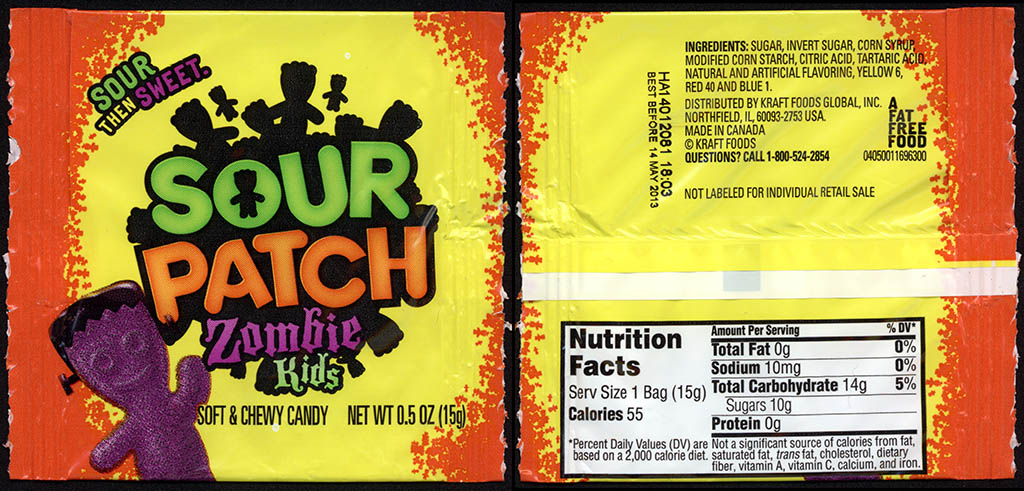 SOUR
THEN SWEET.
SOUR
PATCH
Zombie
Kids
SOFT & CHEWY CANDY NET WT 0.5 OZ (15g)
INGREDIENTS: SUGAR, INVERT SUGAR, CORN SYRUP,
MODIFIED CORN STARCH, CITRIC ACID, TARTARIC ACID,
NATURAL AND ARTIFICIAL FLAVORING, YELLOW 6,
RED 40 AND BLUE 1.
DISTRIBUTED BY KRAFT FOODS GLOBAL, INC.
NORTHFIELD, IL, 60093-2753 USA.
MADE IN CANADA
© KRAFT FOODS
QUESTIONS? CALL 1-800-524-2854
A
FAT
FREE
FOOD
04050011696300
NOT LABELED FOR INDIVIDUAL RETAIL SALE
HA14012081 18:03
BEST BEFORE 14 MAY 2013
Nutrition
Facts
Serv Size 1 Bag (15g)
Calories 55
*Percent Daily Values (DV) are
based on a 2,000 calorie diet.
Amount Per Serving % DV*
Total Fat 0g 0%
Sodium 10mg 0%
Total Carbohydrate 14g 5%
Sugars 10g
Protein 0g
Not a significant source of calories from fat,
saturated fat, trans fat, cholesterol, dietary
fiber, vitamin A, vitamin C, calcium, and iron.